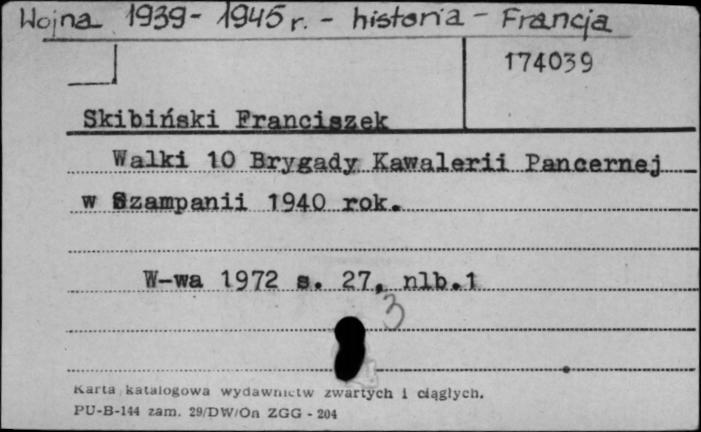 Wojna 1939-1945 r. - historia - Francja
174039
Skibiński Franciszek
Walki 10 Brygady Kawalerii Pancernej
w Szampanii 1940 rok.
W-wa 1972 s. 27, nlb.1
3
Karta katalogowa wydawnictw zwartych i ciągłych.
PU-B-144 zam. 29/DW/On ZGG - 204